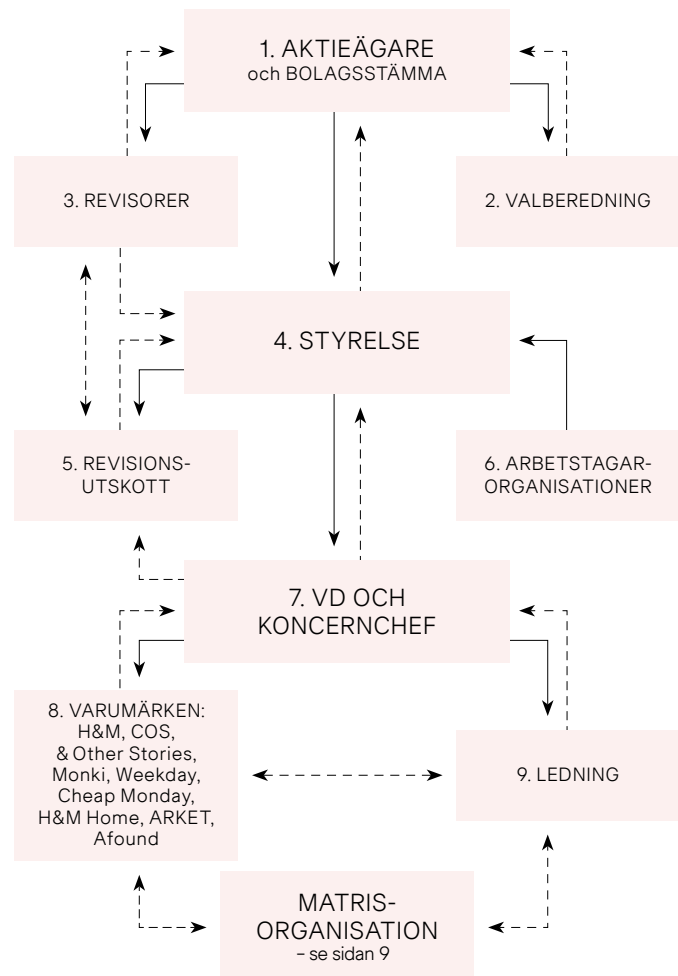 1. AKTIEÄGARE
och BOLAGSSTÄMMA
3. REVISORER
2. VALBEREDNING
4. STYRELSE
5. REVISIONS-
UTSKOTT
6. ARBETSTAGAR-
ORGANISATIONER
7. VD OCH
KONCERNCHEF
8. VARUMÄRKEN:
H&M, COS,
& Other Stories,
Monki, Weekday,
Cheap Monday,
H&M Home, ARKET,
Afound
9. LEDNING
MATRIS-
ORGANISATION
– se sidan 9